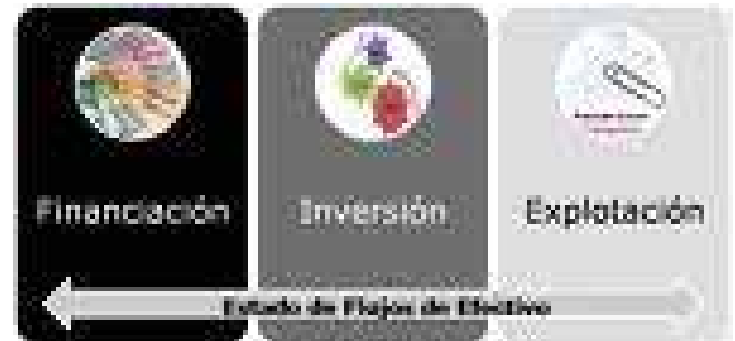 Financiación
Inversión
Explotación
Estado de Flujos de Efectivo